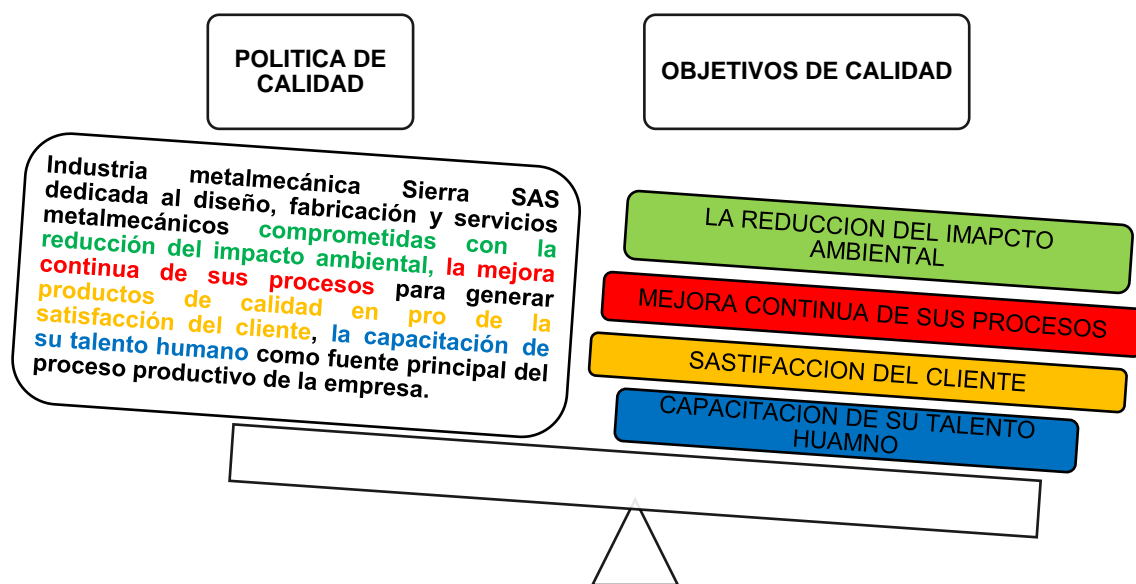 POLITICA DE
CALIDAD
OBJETIVOS DE CALIDAD
Industria metalmecánica Sierra SAS
dedicada al diseño, fabricación y servicios
metalmecánicos comprometidas con la
reducción del impacto ambiental, la mejora
continua de sus procesos para generar
productos de calidad en pro de la
satisfacción del cliente, la capacitación de
su talento humano como fuente principal del
proceso productivo de la empresa.
LA REDUCCION DEL IMAPCTO
AMBIENTAL
MEJORA CONTINUA DE SUS PROCESOS
SASTIFACCION DEL CLIENTE
CAPACITACION DE SU TALENTO
HUAMNO